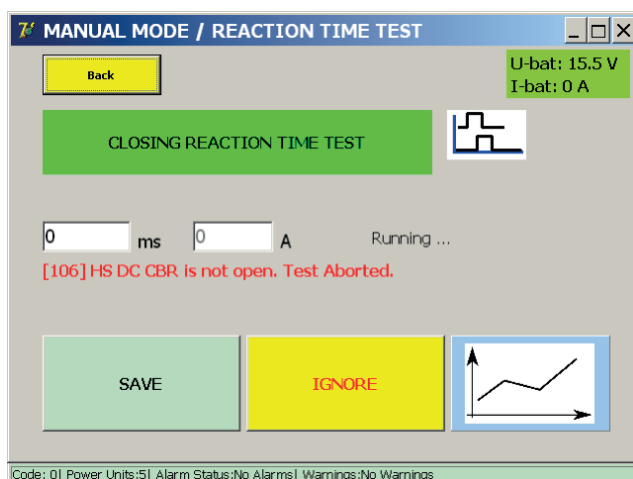 MANUAL MODE / REACTION TIME TEST
Back
U-bat: 15.5 V
I-bat: 0 A
CLOSING REACTION TIME TEST
0 ms 0 A Running ...
[106] HS DC CBR is not open. Test Aborted.
SAVE IGNORE
Code: 0| Power Units:5| Alarm Status:No Alarms| Warnings:No Warnings